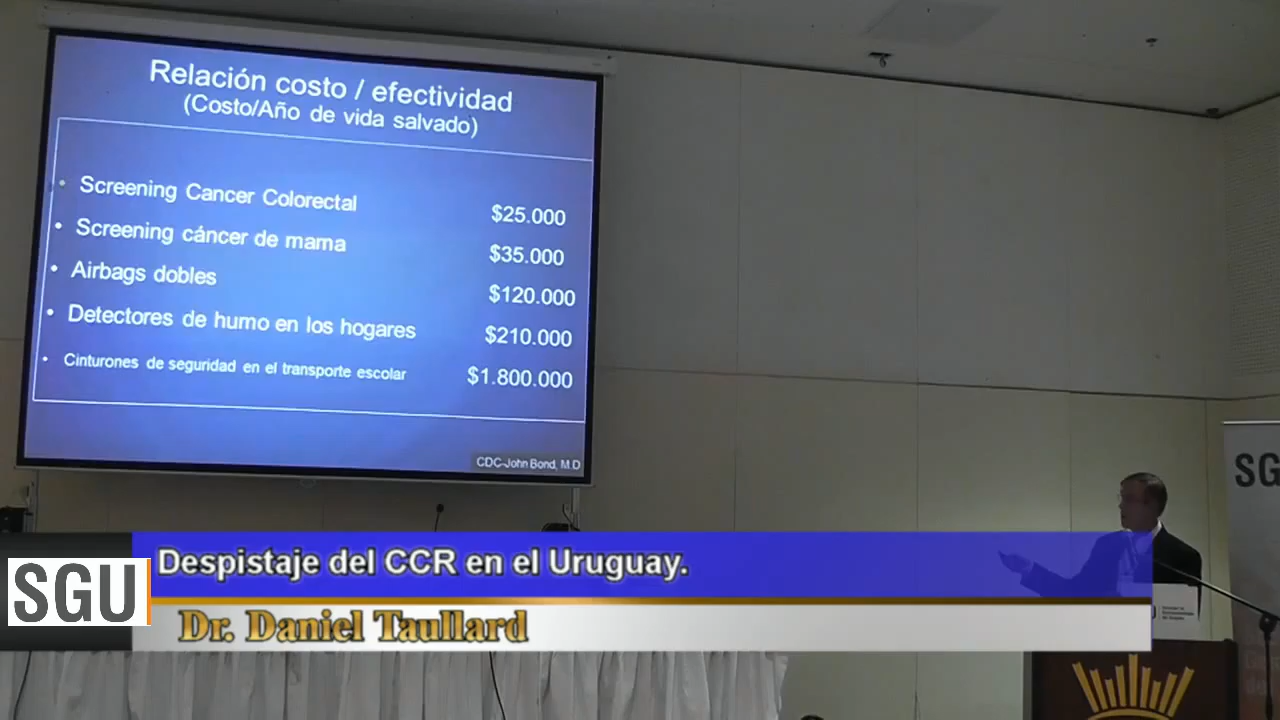 Relación costo / efectividad
(Costo/Año de vida salvado)
• Screening Cancer Colorectal $25.000
• Screening cáncer de mama $35.000
• Airbags dobles $120.000
• Detectores de humo en los hogares $210.000
• Cinturones de seguridad en el transporte escolar $1.800.000
CDC-John Bond, M.D
SG
Despistaje del CCR en el Uruguay.
SGU
Dr. Daniel Taullard